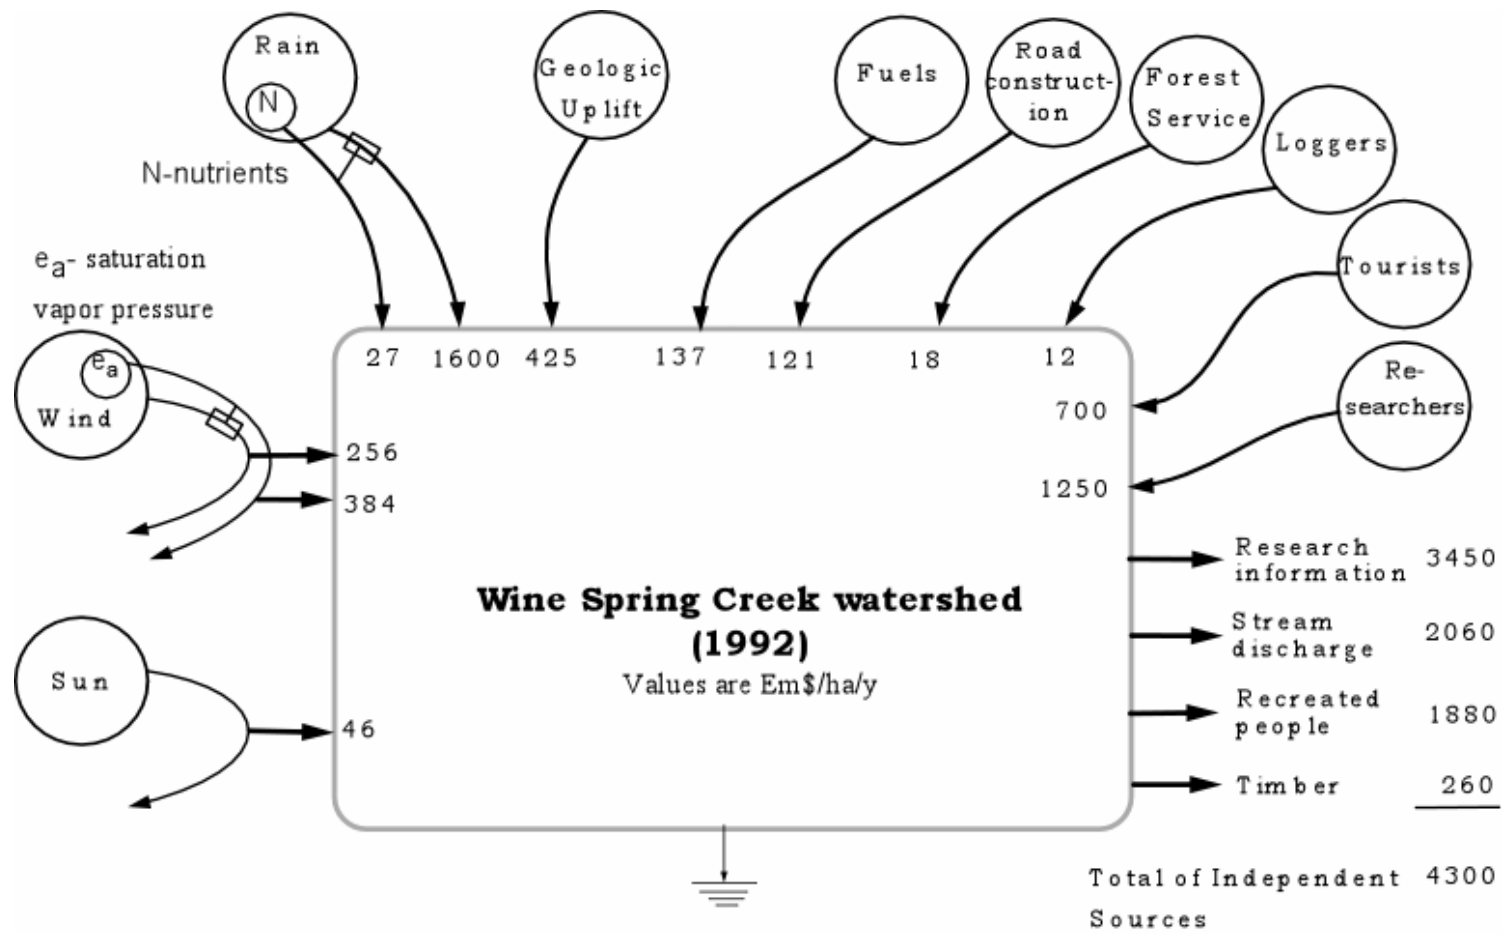 Rain
N
N-nutrients
Geologic
Uplift
Fuels
Road
construct-
ion
Forest
Service
Loggers
Tourists
Re-
searchers
ea- saturation
vapor pressure
ea
Wind
Sun
27 1600 425 137 121 18 12
700
1250
256
384
46
Wine Spring Creek watershed
(1992)
Values are Em$/ha/y
Research
information 3450
Stream
discharge 2060
Recreated
people 1880
Timber 260
Total of Independent 4300
Sources